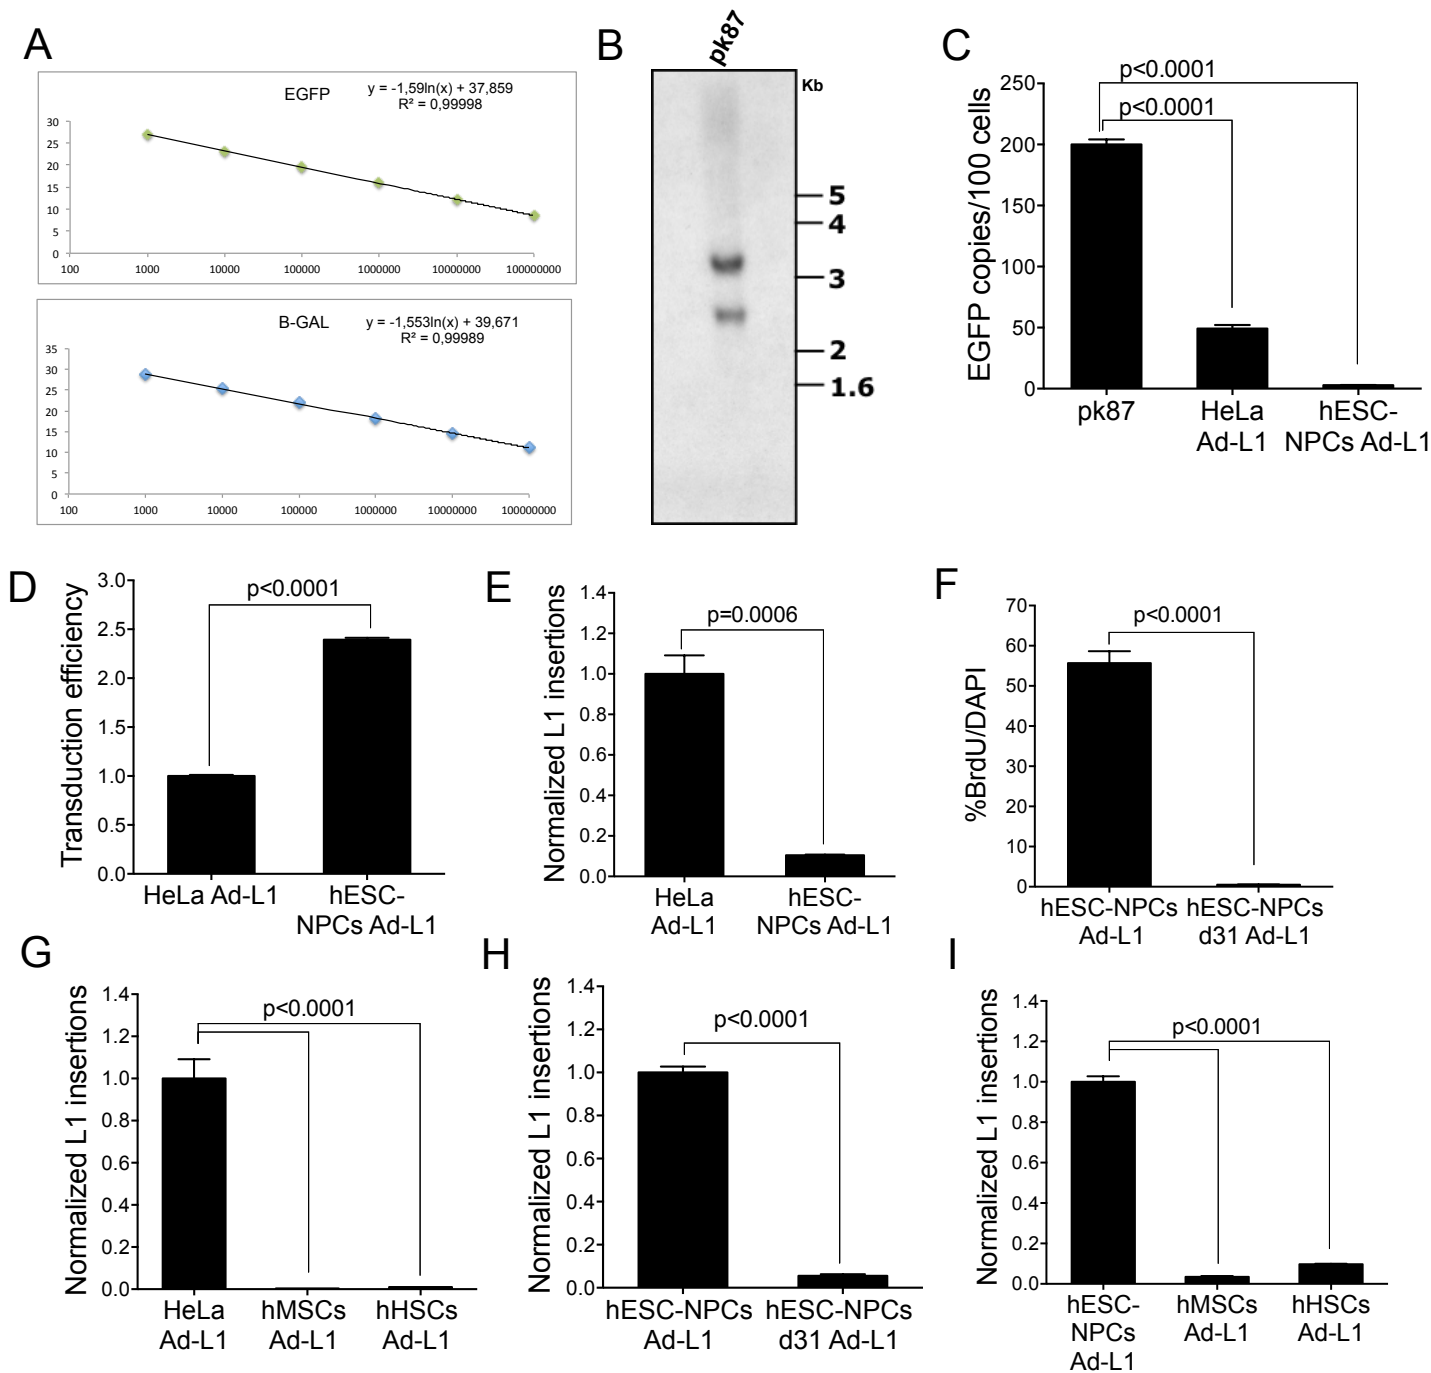 A
EGFP
y = -1,59ln(x) + 37,859
R² = 0,99998
30
25
20
15
10
5
0
100 1000 10000 100000 1000000 10000000 100000000
B-GAL
y = -1,553ln(x) + 39,671
R² = 0,99989
35
30
25
20
15
10
5
0
100 1000 10000 100000 1000000 10000000 100000000
B
pk87
Kb
5
4
3
2
1.6
C
EGFP copies/100 cells
250
200
150
100
50
0
p<0.0001
p<0.0001
pk87
HeLa
Ad-L1
hESC-
NPCs Ad-L1
D
Transduction efficiency
3.0
2.5
2.0
1.5
1.0
0.5
0.0
p<0.0001
HeLa Ad-L1
hESC-
NPCs Ad-L1
E
Normalized L1 insertions
1.4
1.2
1.0
0.8
0.6
0.4
0.2
0.0
p=0.0006
HeLa
Ad-L1
hESC-
NPCs Ad-L1
F
%BrdU/DAPI
70
60
50
40
30
20
10
0
p<0.0001
hESC-NPCs
Ad-L1
hESC-NPCs
d31 Ad-L1
G
Normalized L1 insertions
1.4
1.2
1.0
0.8
0.6
0.4
0.2
0.0
p<0.0001
HeLa
Ad-L1
hMSCs
Ad-L1
hHSCs
Ad-L1
H
Normalized L1 insertions
1.4
1.2
1.0
0.8
0.6
0.4
0.2
0.0
p<0.0001
hESC-NPCs
Ad-L1
hESC-NPCs
d31 Ad-L1
I
Normalized L1 insertions
1.4
1.2
1.0
0.8
0.6
0.4
0.2
0.0
p<0.0001
hESC-
NPCs
Ad-L1
hMSCs
Ad-L1
hHSCs
Ad-L1